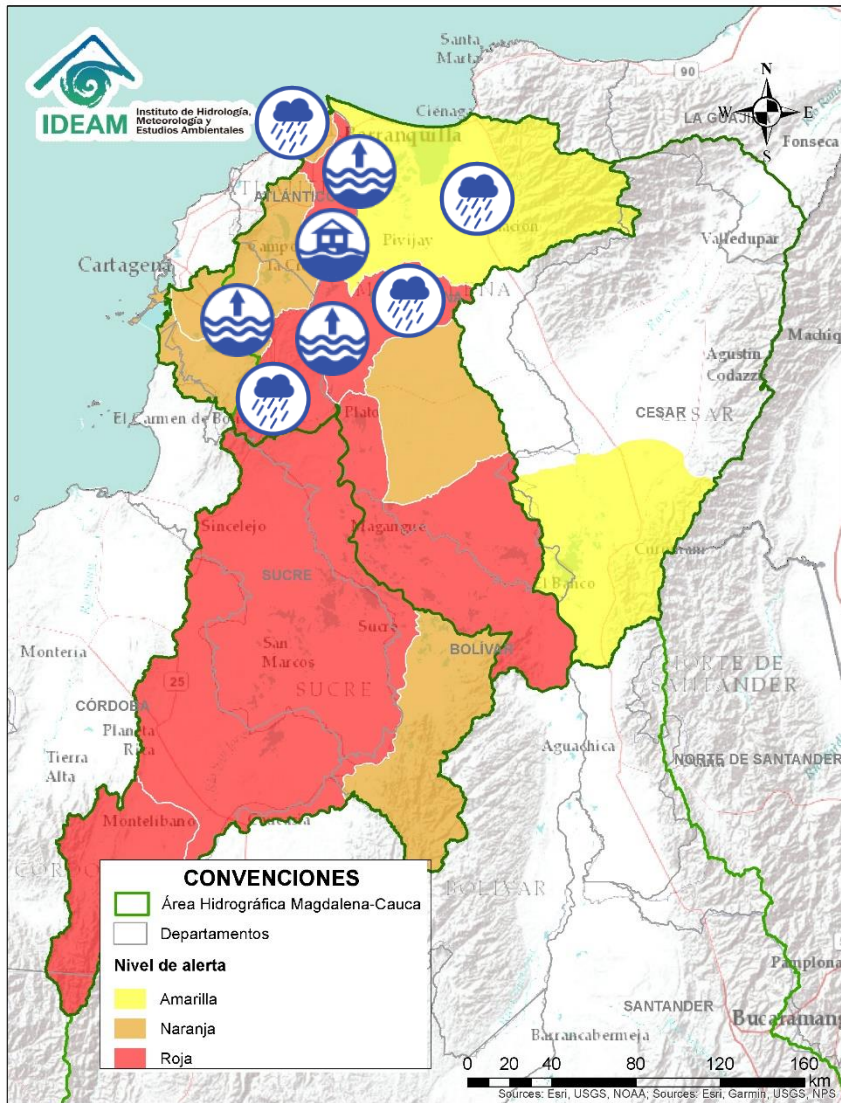 Santa
Marta
90
N
W
E
S
LA GUAJIRA
Fonseca
Instituto de Hidrología,
Meteorología y
Estudios Ambientales
IDEAM
Ciénaga
Barranquilla
ATLÁNTICO
Valledupar
Pivijay
Cartagena
Machiq
Agustín
Codazzi
CESAR
CESAR
El Carmen de Bol
Plato
Sincelejo
Magangué
SUCRE
El Banco
Sucre
BOLÍVAR
San
Marcos
SUCRE
Montería
25
CÓRDOBA
Planeta
Rica
Tierra
Alta
NORTE DE
SANTANDER
Aguachica
NORTE DE SANTANDER
Montelíbano
BOLÍVAR
CONVENCIONES
Área Hidrográfica Magdalena-Cauca
Departamentos
Nivel de alerta
Amarilla
Naranja
Roja
Pamplona
SANTANDER
Bucaramang
Barrancabermeja
0 20 40 80 120 160
km
Sources: Esri, USGS, NOAA; Sources: Esri, Garmin, USGS, NPS